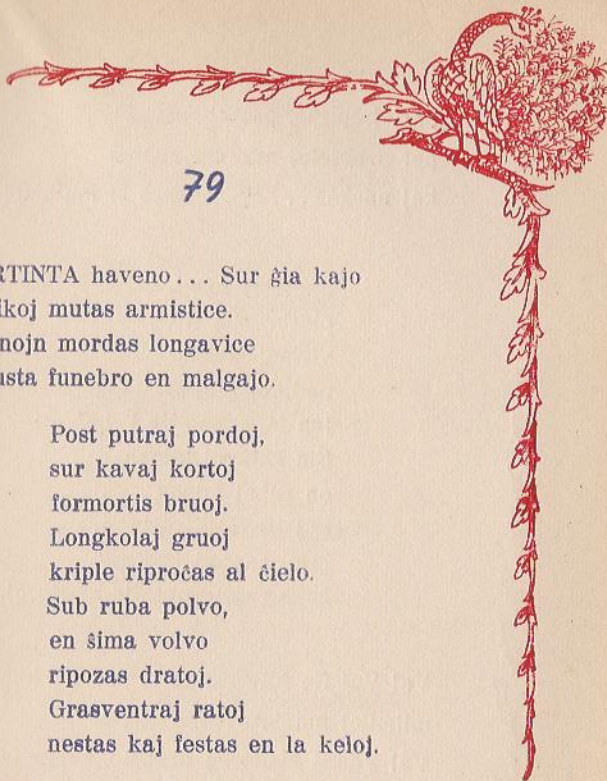 79
RTINTA haveno... Sur ĝia kajo
ikoj mutas armistice.
nojn mordas longavice
usta funebro en malgajo.
Post putraj pordoj,
sur kavaj kortoj
formortis bruoj.
Longkolaj gruoj
kriple riproĉas al ĉielo.
Sub ruba polvo,
en ŝima volvo
ripozas dratoj.
Grasventraj ratoj
nestas kaj festas en la keloj.